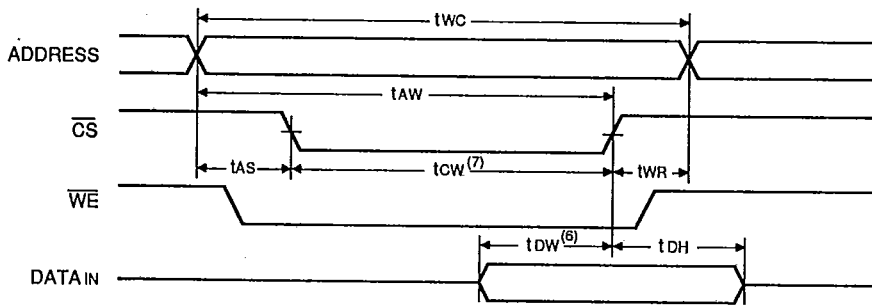 tWC
ADDRESS
tAW
CS
tAS tCW(7) tWR
WE
tDW(6) tDH
DATA IN